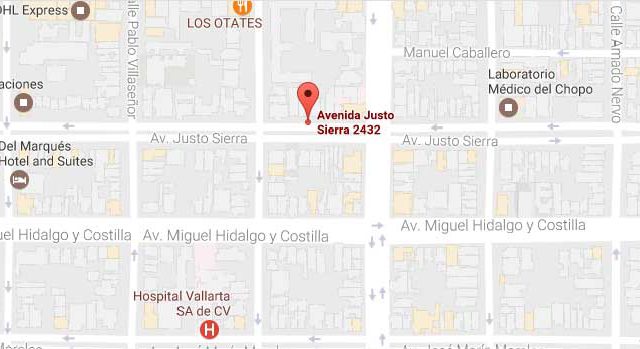 DHL Express
LOS OTATES
Calle Pablo Villaseñor
Manuel Caballero
Calle Amado Nervo
Laboratorio
Médico del Chopo
aciones
Avenida Justo
Sierra 2432
Av. Justo Sierra
Av. Justo Sierra
Del Marqués
Hotel and Suites
uel Hidalgo y Costilla
Av. Miguel Hidalgo y Costilla
Av. Miguel Hidalgo y Costilla
Hospital Vallarta
SA de CV
H